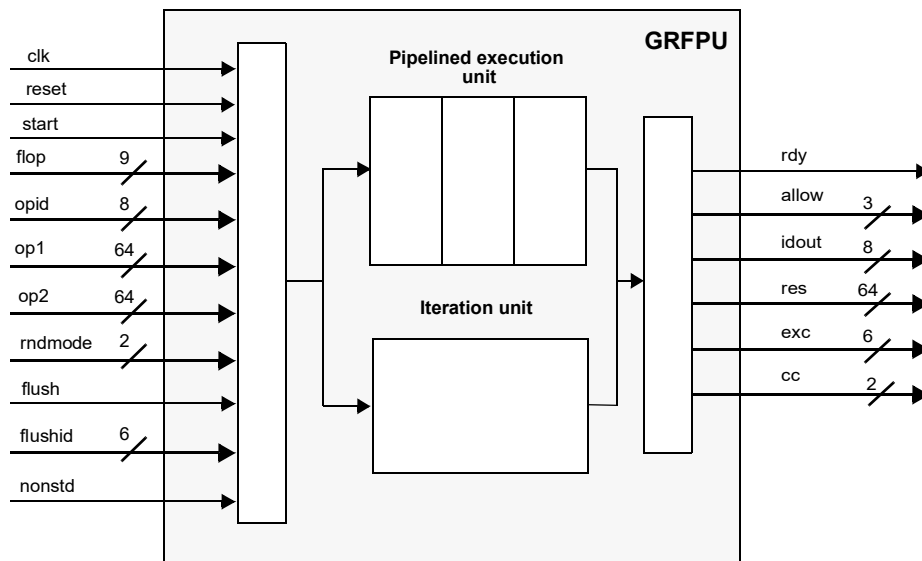 GRFPU
Pipelined execution
unit
Iteration unit
clk
reset
start
flop 9
opid 8
op1 64
op2 64
rndmode 2
flush
flushid 6
nonstd
rdy
allow 3
idout 8
res 64
exc 6
cc 2